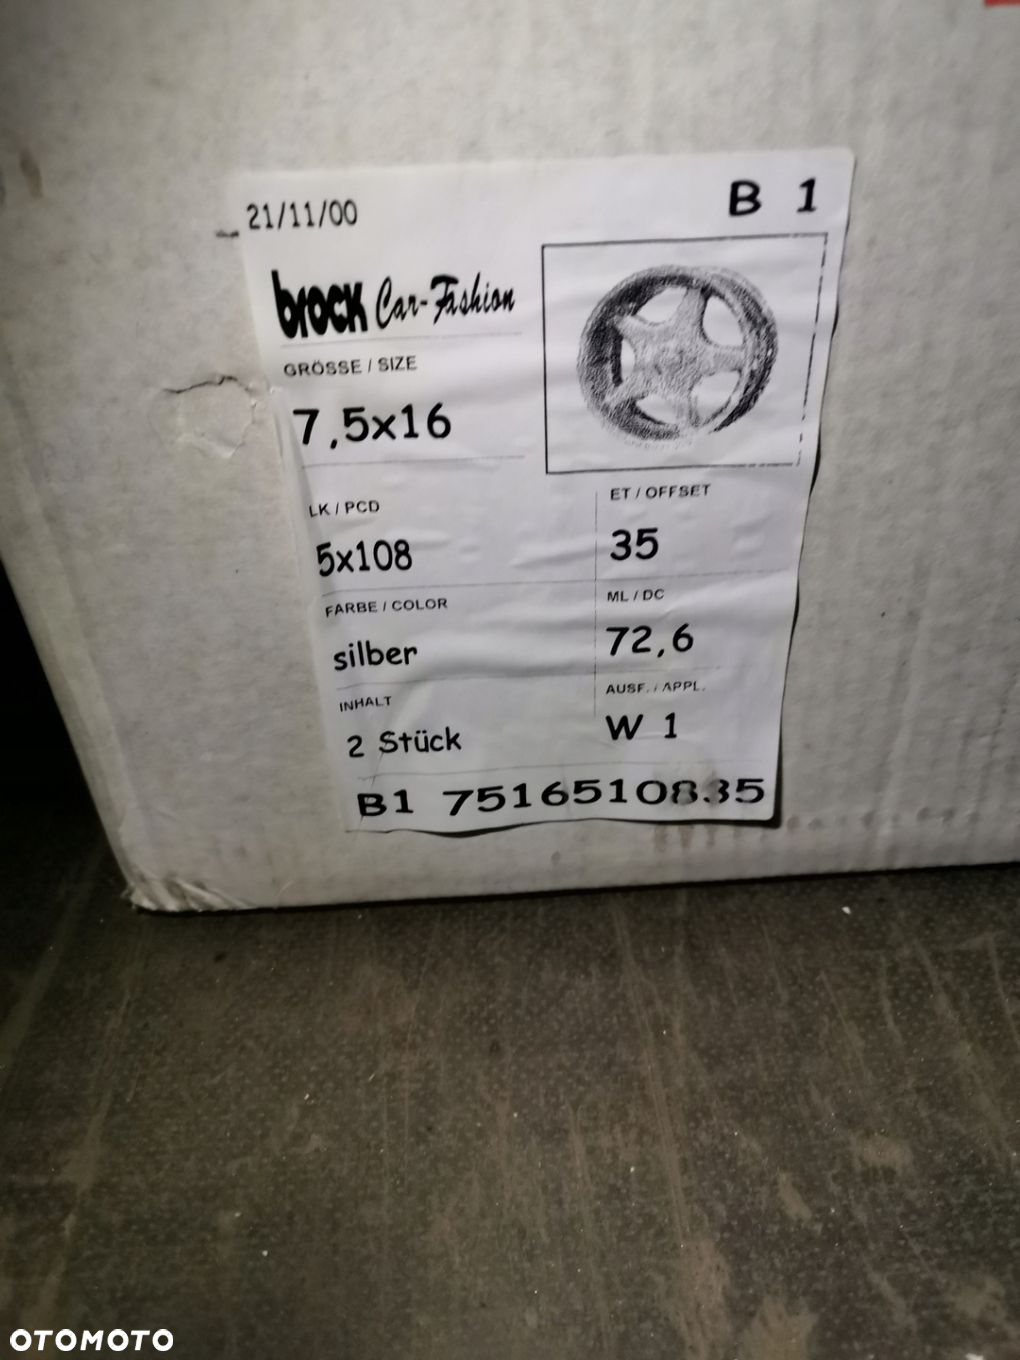 21/11/00
B 1
brock Car-Fashion
GRÖSSE / SIZE
7,5x16
LK / PCD
ET / OFFSET
5x108
35
FARBE / COLOR
ML / DC
silber
72,6
INHALT
AUSF. / APPL.
2 Stück
W 1
B1 7516510835
OTOMOTO